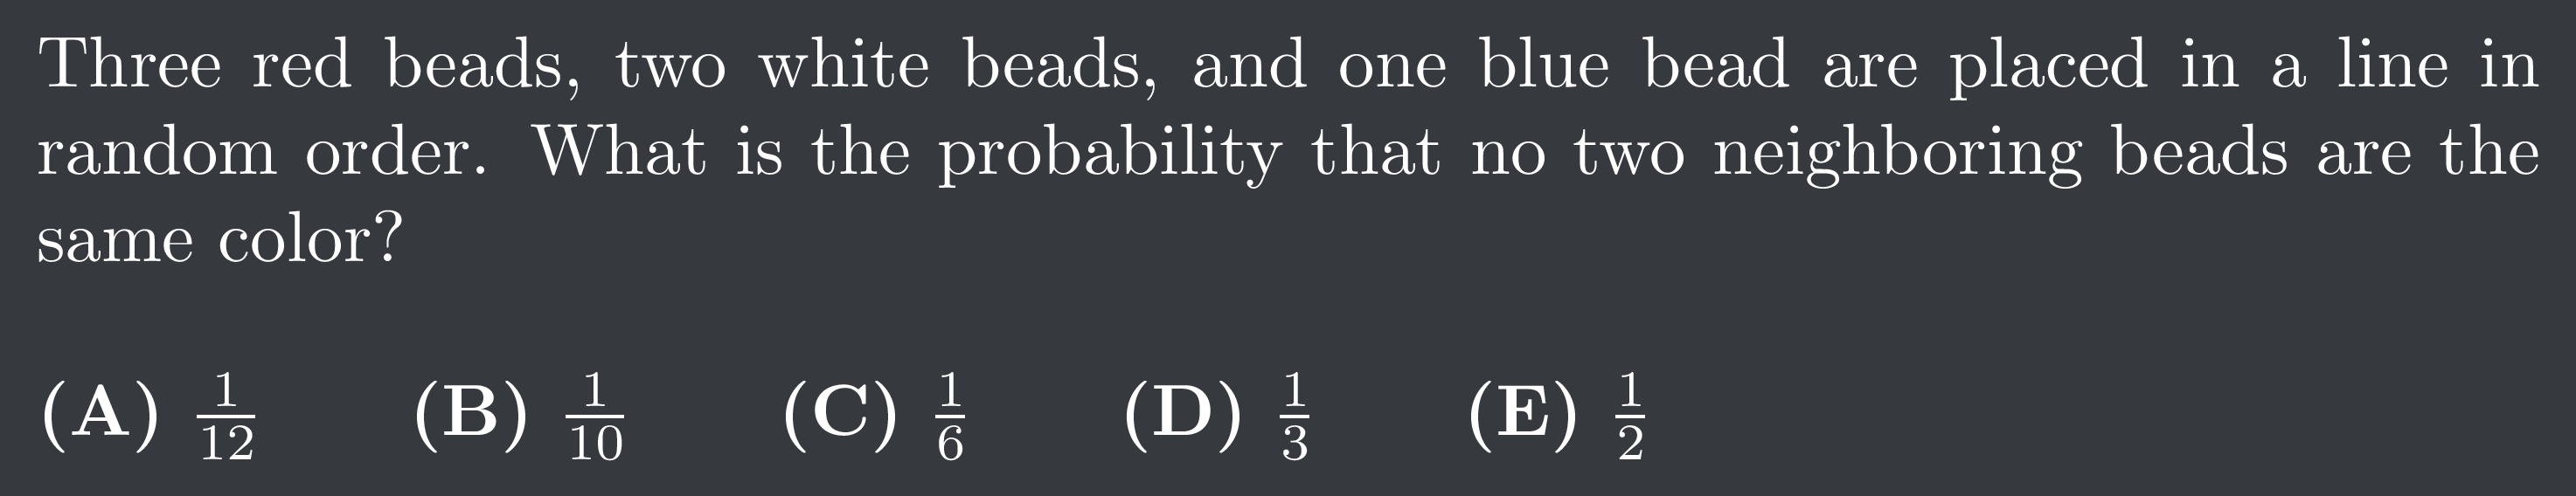 Three red beads, two white beads, and one blue bead are placed in a line in
random order. What is the probability that no two neighboring beads are the
same color?
(A) 1/12 (B) 1/10 (C) 1/6 (D) 1/3 (E) 1/2